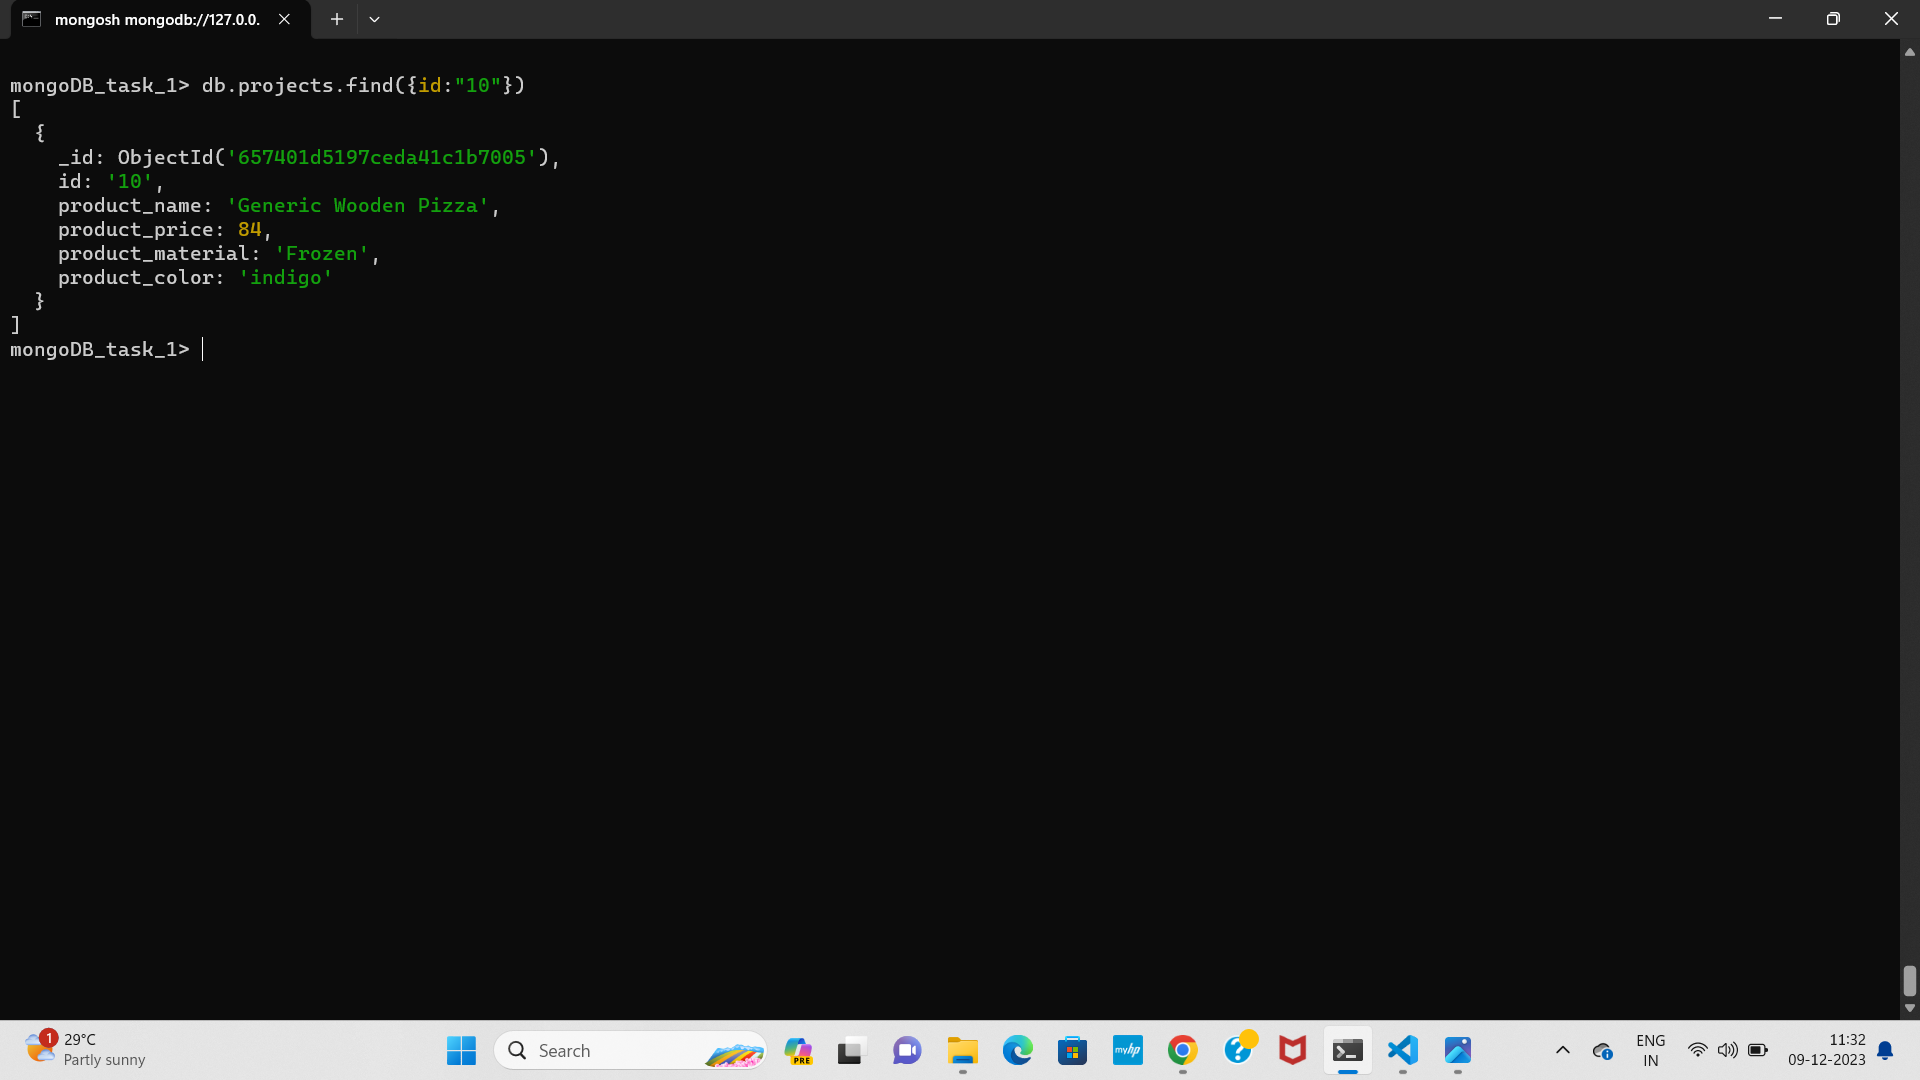 mongosh mongodb://127.0.0.
mongoDB_task_1> db.projects.find({id:"10"})
[
  {
    _id: ObjectId('657401d5197ceda41c1b7005'),
    id: '10',
    product_name: 'Generic Wooden Pizza',
    product_price: 84,
    product_material: 'Frozen',
    product_color: 'indigo'
  }
]
mongoDB_task_1>
1
29°C
Partly sunny
Search
PRE
myhp
ENG
IN
11:32
09-12-2023